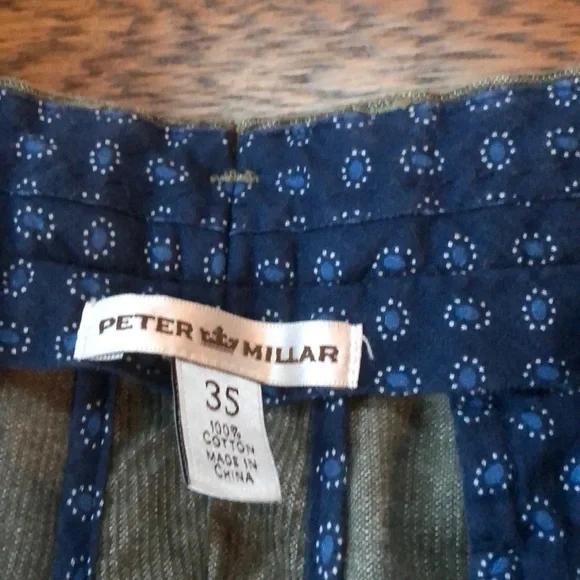 PETER MILLAR
35
100%
COTTON
MADE IN
CHINA